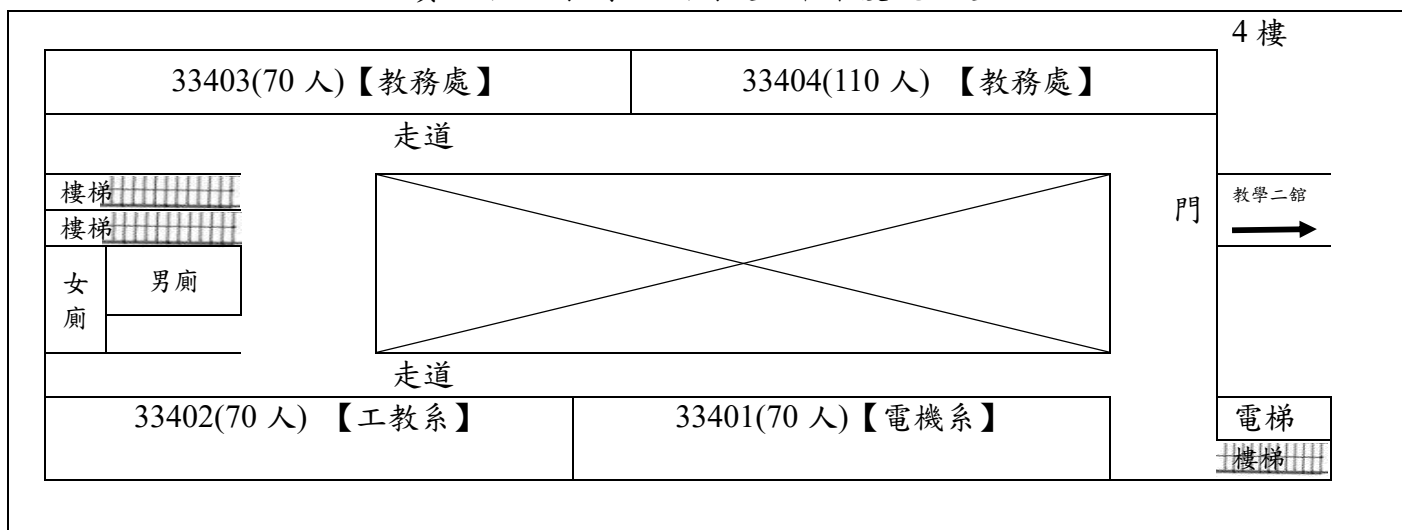 4 樓
33403(70 人)【教務處】
33404(110 人) 【教務處】
走道
樓梯
樓梯
門
教學二舘
女廁
男廁
走道
33402(70 人) 【工教系】
33401(70 人)【電機系】
電梯
樓梯